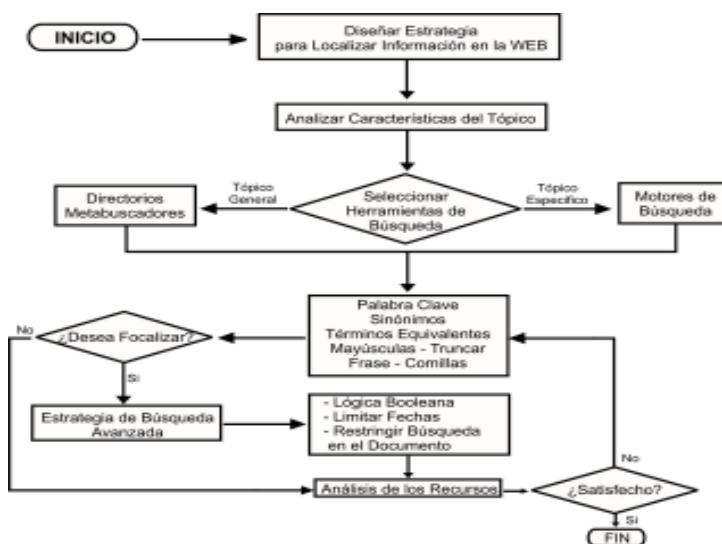 INICIO
Diseñar Estrategia
para Localizar Información en la WEB
Analizar Características del Tópico
Tópico
General
Directorios
Metabuscadores
Seleccionar
Herramientas de
Búsqueda
Tópico
Especifico
Motores de
Búsqueda
Palabra Clave
Sinónimos
Términos Equivalentes
Mayúsculas - Truncar
Frase - Comillas
No
¿Desea Focalizar?
Si
Estrategia de Búsqueda
Avanzada
- Lógica Booleana
- Limitar Fechas
- Restringir Búsqueda
en el Documento
Análisis de los Recursos
No
¿Satisfecho?
Si
FIN